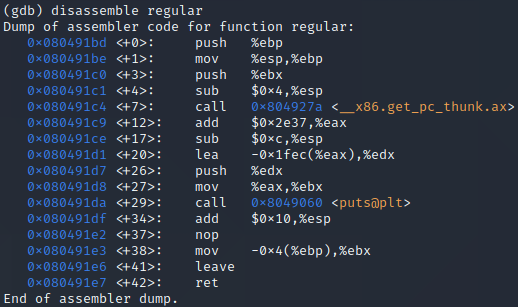 (gdb) disassemble regular
Dump of assembler code for function regular:
   0×080491bd <+0>:     push   %ebp
   0×080491be <+1>:     mov    %esp,%ebp
   0×080491c0 <+3>:     push   %ebx
   0×080491c1 <+4>:     sub    $0×4,%esp
   0×080491c4 <+7>:     call   0×804927a <__x86.get_pc_thunk.ax>
   0×080491c9 <+12>:    add    $0×2e37,%eax
   0×080491ce <+17>:    sub    $0×c,%esp
   0×080491d1 <+20>:    lea    -0×1fec(%eax),%edx
   0×080491d7 <+26>:    push   %edx
   0×080491d8 <+27>:    mov    %eax,%ebx
   0×080491da <+29>:    call   0×8049060 <puts@plt>
   0×080491df <+34>:    add    $0×10,%esp
   0×080491e2 <+37>:    nop
   0×080491e3 <+38>:    mov    -0×4(%ebp),%ebx
   0×080491e6 <+41>:    leave
   0×080491e7 <+42>:    ret
End of assembler dump.